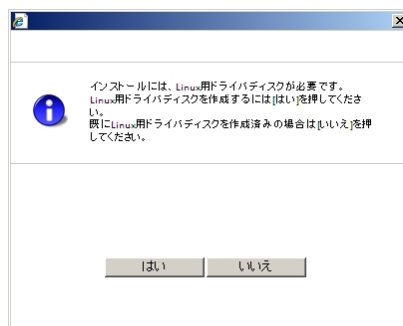 インストールには、Linux用ドライバディスクが必要です。
Linux用ドライバディスクを作成するには[はい]を押してくださ
い。
既にLinux用ドライバディスクを作成済みの場合は[いいえ]を押
してください。
はい
いいえ